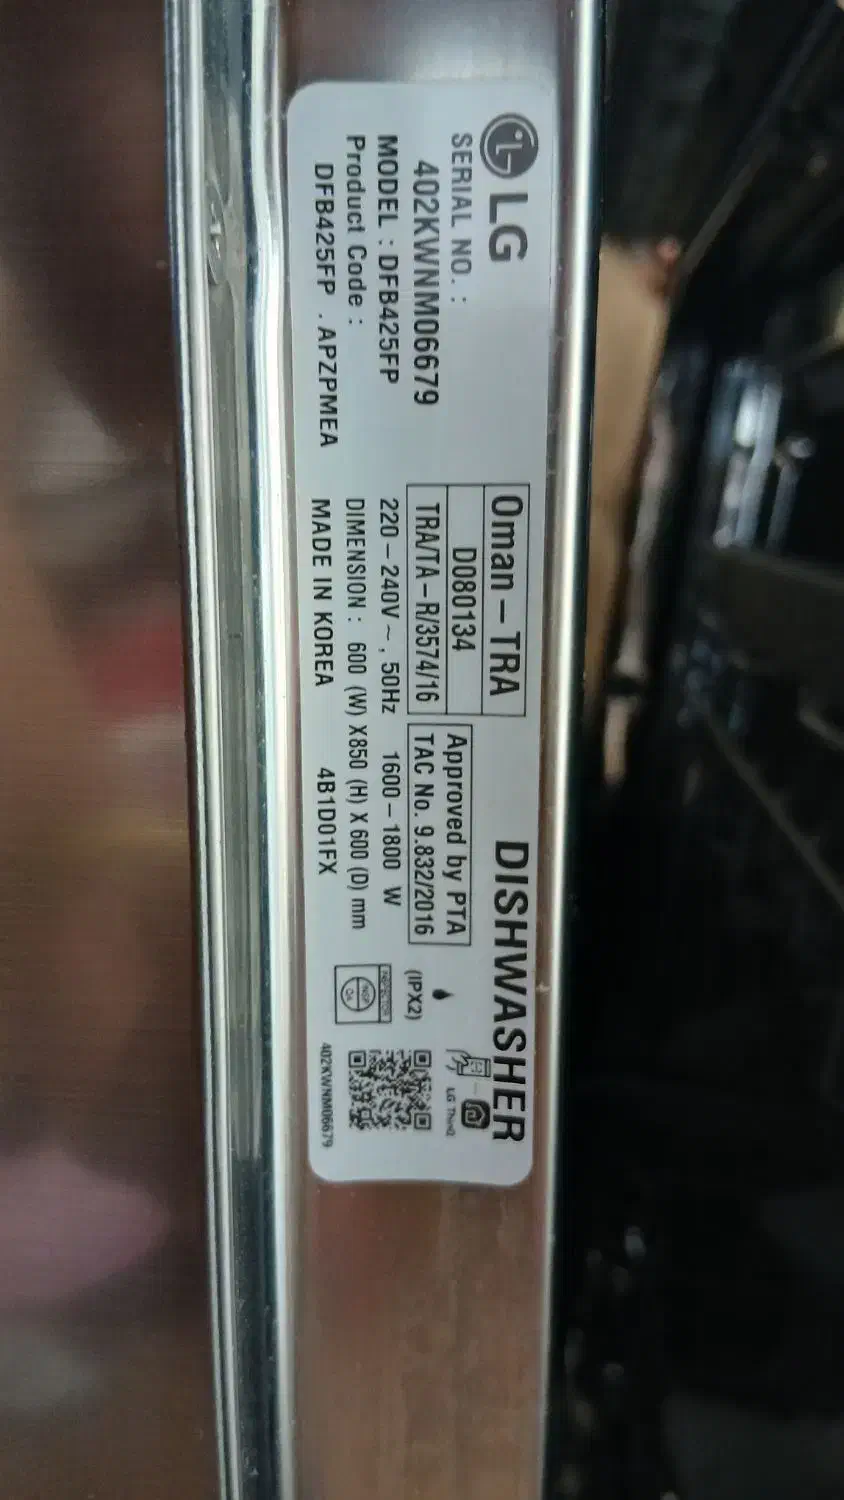 LG
SERIAL NO. :
402KWNM06679
MODEL : DFB425FP
Product Code :
DFB425FP . APZPMEA
Oman – TRA
D080134
TRA/TA – R/3574/16
220 – 240V ~ , 50Hz 1600 – 1800 W
DIMENSION : 600 (W) X 850 (H) X 600 (D) mm
MADE IN KOREA 4B1D01FX
DISHWASHER
Approved by PTA
TAC No. 9.832/2016
(IPX2)
LG ThinQ
INSPECTOR
402KWNM06679